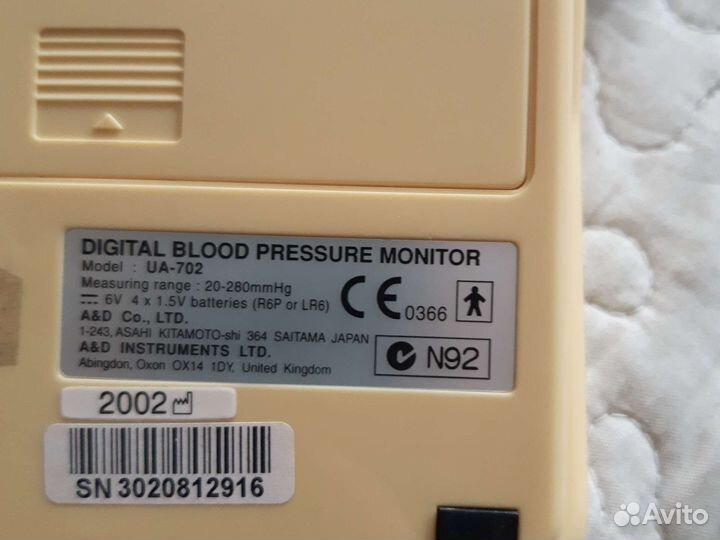 DIGITAL BLOOD PRESSURE MONITOR
Model : UA-702
Measuring range : 20-280mmHg
6V 4 x 1.5V batteries (R6P or LR6)
A&D Co., LTD.
1-243, ASAHI KITAMOTO-shi 364 SAITAMA JAPAN
A&D INSTRUMENTS LTD.
Abingdon, Oxon OX14 1DY, United Kingdom
CE 0366
N92
2002
SN 3020812916
Avito